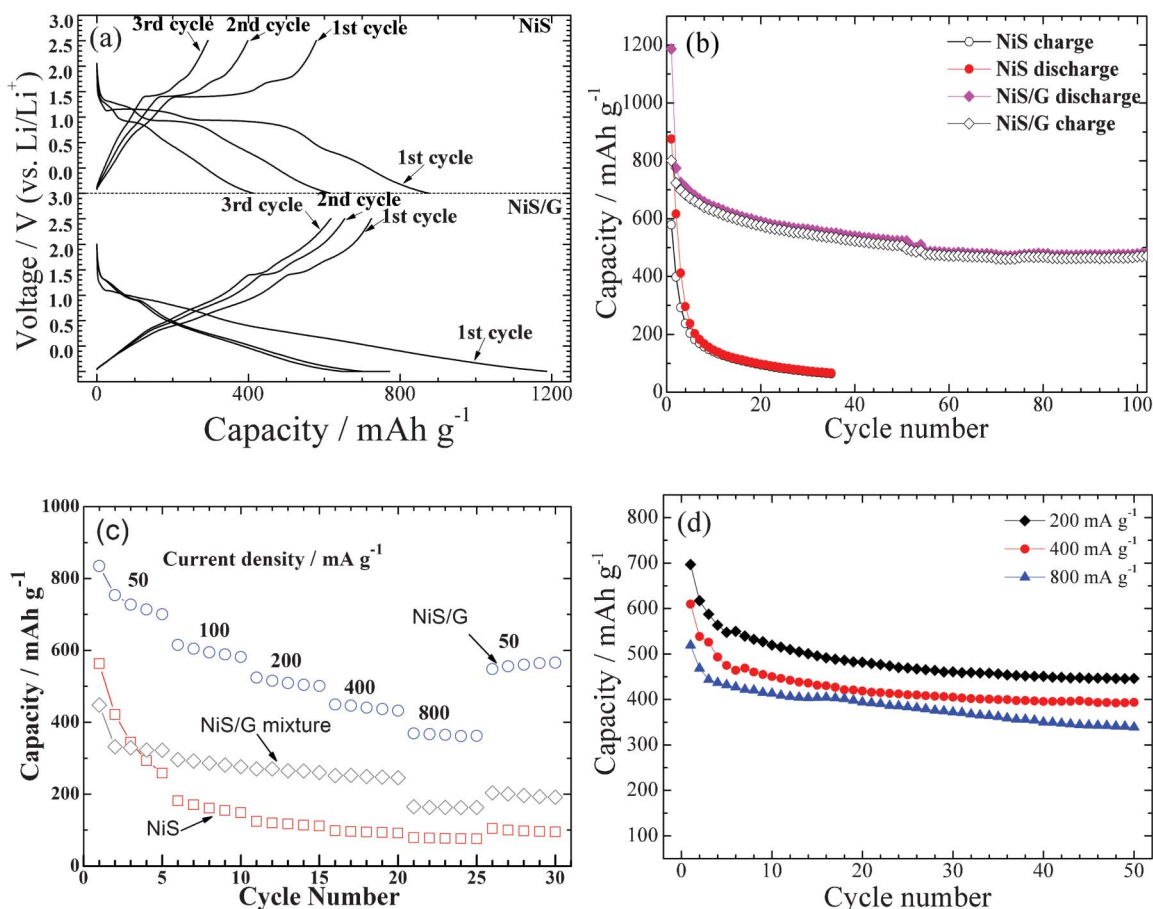 (a)
3rd cycle
2nd cycle
1st cycle
NiS
3.0
2.0
1.5
1.0
0.5
0.0
1st cycle
3.0
3rd cycle
2nd cycle
1st cycle
NiS/G
3.0
2.0
1.5
1.0
0.5
0.0
1st cycle
0 400 800 1200
Voltage / V (vs. Li/Li+
Capacity / mAh g-1
(b)
NiS charge
NiS discharge
NiS/G discharge
NiS/G charge
1200
1000
800
600
400
200
0
0 20 40 60 80 100
Capacity / mAh g-1
Cycle number
(c)
Current density / mA g-1
50
100
200
400
800
50
NiS/G
NiS/G mixture
NiS
1000
800
600
400
200
0
0 5 10 15 20 25 30
Capacity / mAh g-1
Cycle Number
(d)
200 mA g-1
400 mA g-1
800 mA g-1
800
700
600
500
400
300
200
100
0 10 20 30 40 50
Capacity / mAh g-1
Cycle number